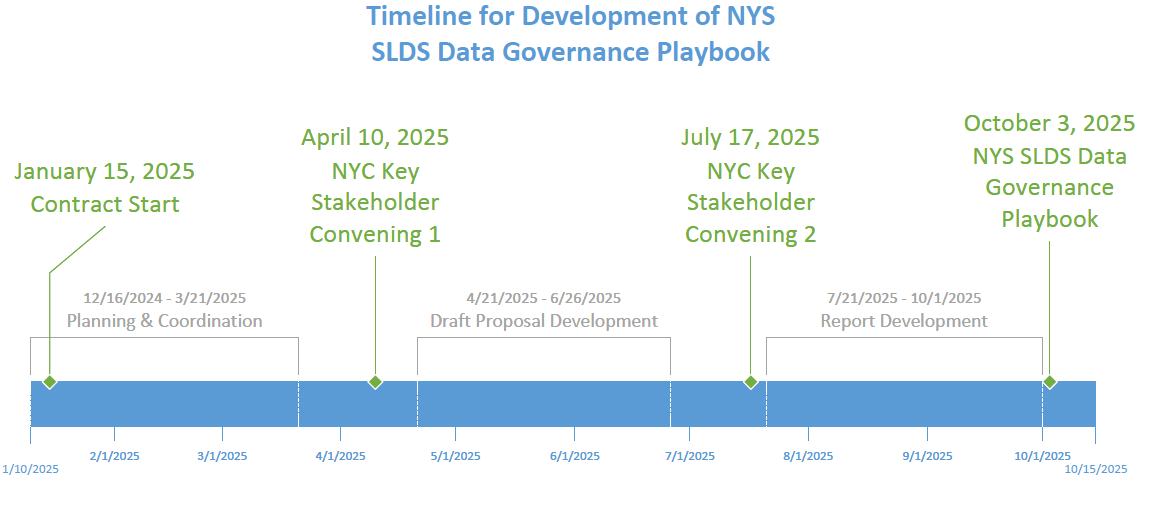 Timeline for Development of NYS
SLDS Data Governance Playbook
January 15, 2025
Contract Start
April 10, 2025
NYC Key
Stakeholder
Convening 1
July 17, 2025
NYC Key
Stakeholder
Convening 2
October 3, 2025
NYS SLDS Data
Governance
Playbook
12/16/2024 - 3/21/2025
Planning & Coordination
4/21/2025 - 6/26/2025
Draft Proposal Development
7/21/2025 - 10/1/2025
Report Development
1/10/2025
2/1/2025
3/1/2025
4/1/2025
5/1/2025
6/1/2025
7/1/2025
8/1/2025
9/1/2025
10/1/2025
10/15/2025